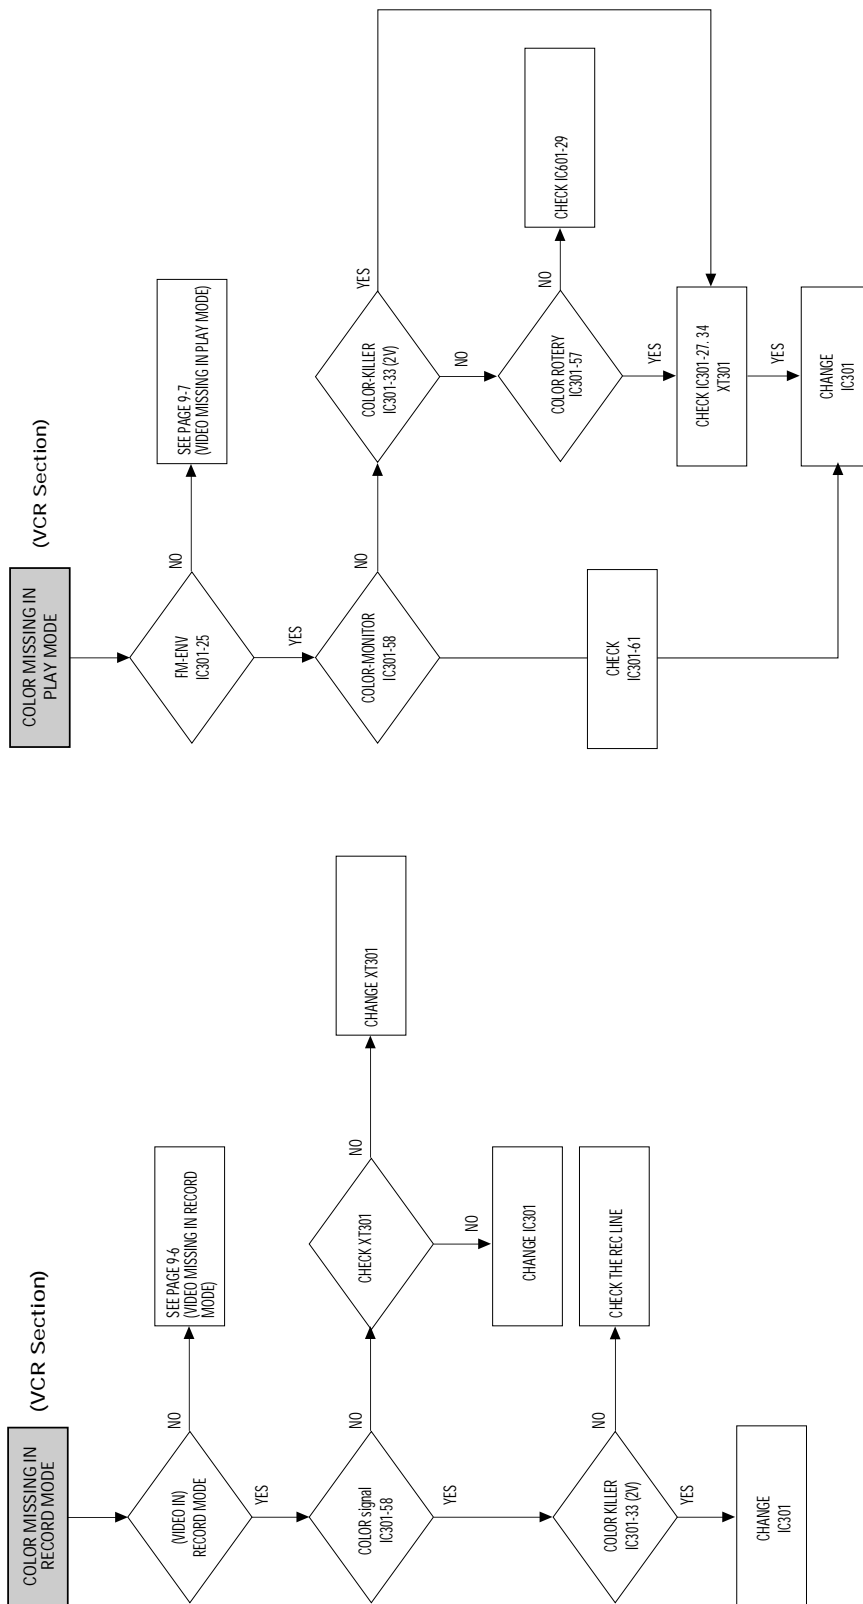 COLOR MISSING IN
PLAY MODE
(VCR Section)
FM-ENV
IC301-25
NO
SEE PAGE 9-7
(VIDEO MISSING IN PLAY MODE)
YES
COLOR-MONITOR
IC301-58
NO
COLOR-KILLER
IC301-33 (2V)
YES
NO
COLOR ROTERY
IC301-57
NO
CHECK IC601-29
YES
CHECK IC301-27. 34
XT301
YES
CHECK
IC301-61
CHANGE
IC301
COLOR MISSING IN
RECORD MODE
(VCR Section)
(VIDEO IN)
RECORD MODE
NO
SEE PAGE 9-6
(VIDEO MISSING IN RECORD
MODE)
YES
COLOR signal
IC301-58
NO
CHECK XT301
NO
CHANGE XT301
NO
CHANGE IC301
YES
COLOR KILLER
IC301-33 (2V)
NO
CHECK THE REC LINE
YES
CHANGE
IC301